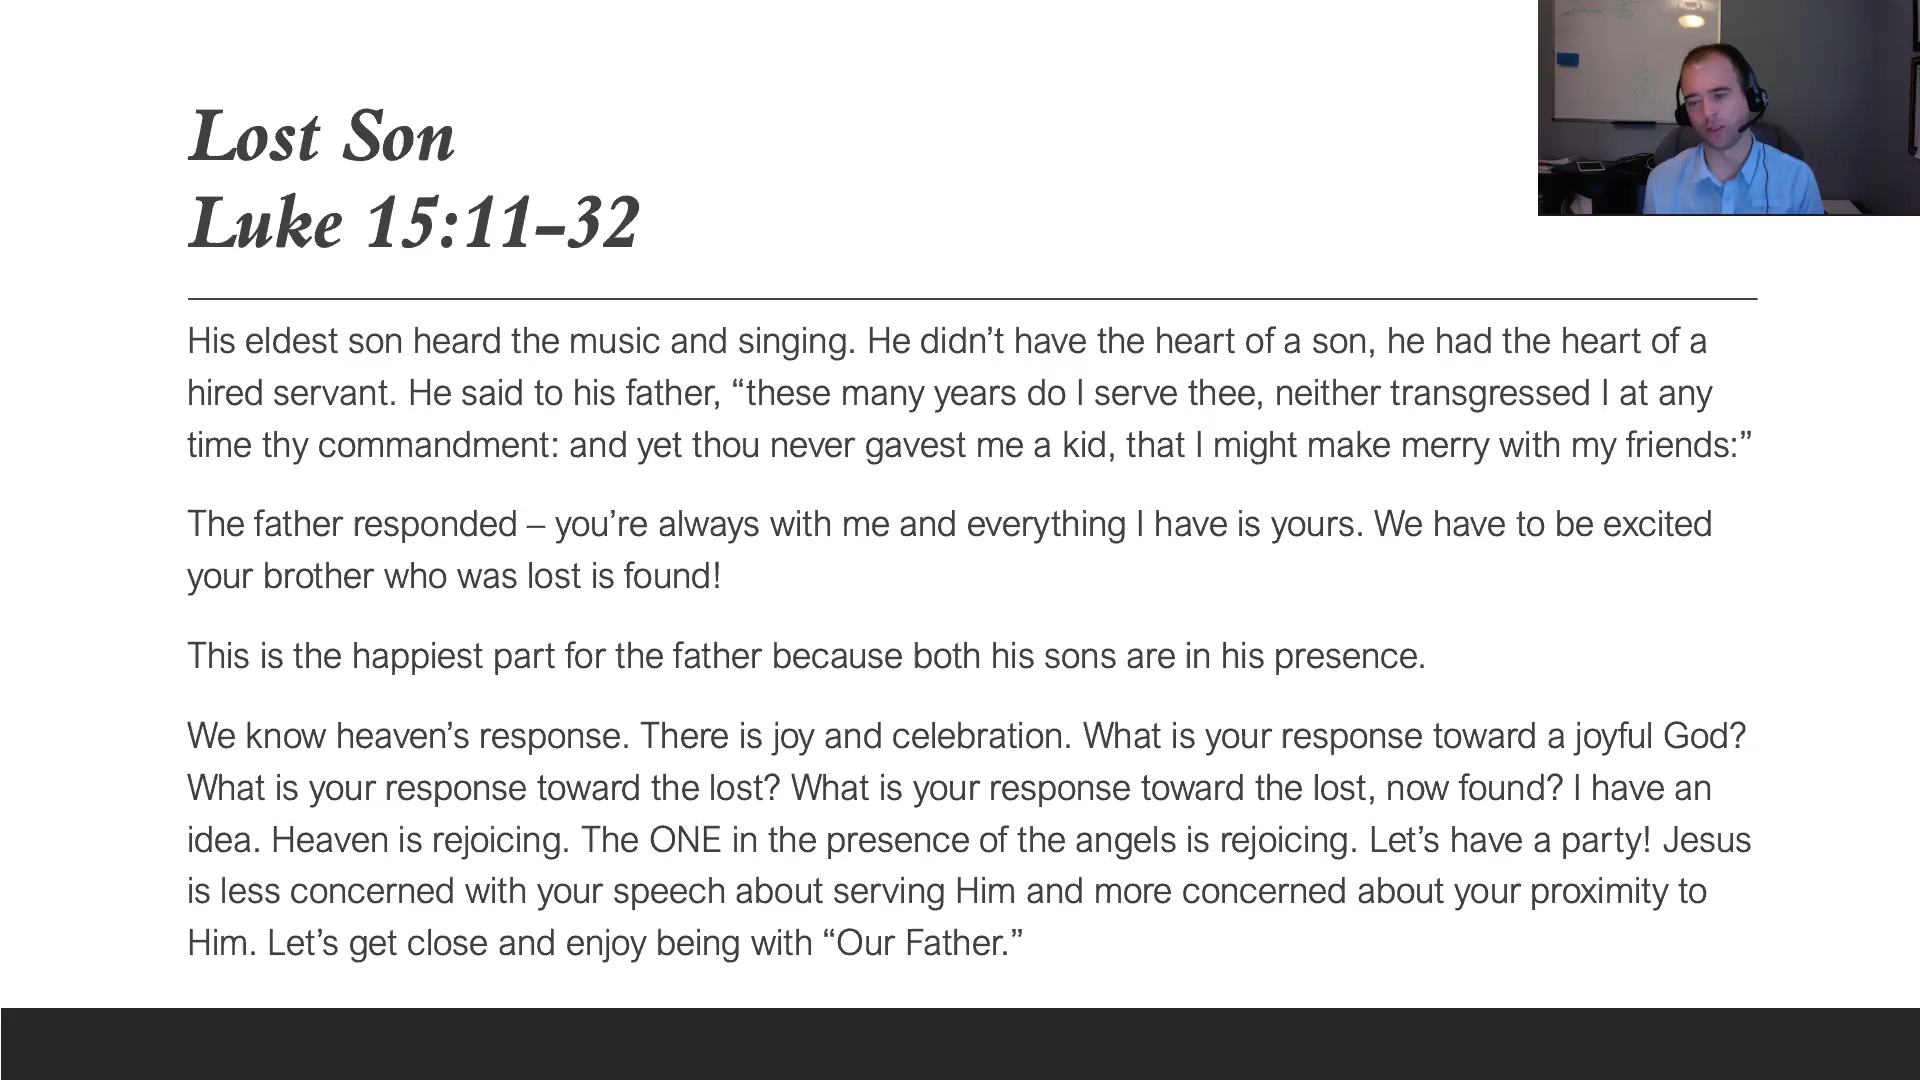 Lost Son
Luke 15:11–32
His eldest son heard the music and singing. He didn’t have the heart of a son, he had the heart of a
hired servant. He said to his father, “these many years do I serve thee, neither transgressed I at any
time thy commandment: and yet thou never gavest me a kid, that I might make merry with my friends:”
The father responded – you’re always with me and everything I have is yours. We have to be excited
your brother who was lost is found!
This is the happiest part for the father because both his sons are in his presence.
We know heaven’s response. There is joy and celebration. What is your response toward a joyful God?
What is your response toward the lost? What is your response toward the lost, now found? I have an
idea. Heaven is rejoicing. The ONE in the presence of the angels is rejoicing. Let’s have a party! Jesus
is less concerned with your speech about serving Him and more concerned about your proximity to
Him. Let’s get close and enjoy being with “Our Father.”